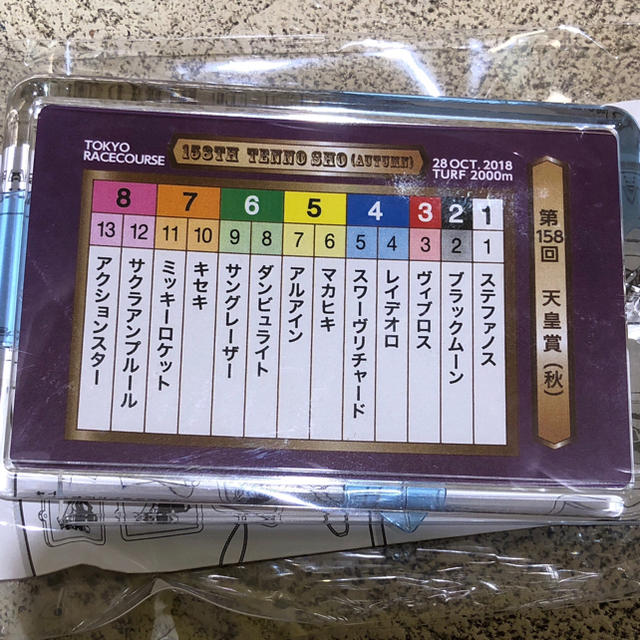 TOKYO
RACECOURSE
158TH TENNO SHO (AUTUMN)
28 OCT. 2018
TURF 2000m
8 7 6 5 4 3 2 1
13 12 11 10 9 8 7 6 5 4 3 2 1
ステファノス
ブラックムーン
ヴィブロス
レイデオロ
スワーヴリチャード
マカヒキ
アルアイン
ダンビュライト
サングレーザー
キセキ
ミッキーロケット
サクラアンプルール
アクションスター
第158回 天皇賞(秋)